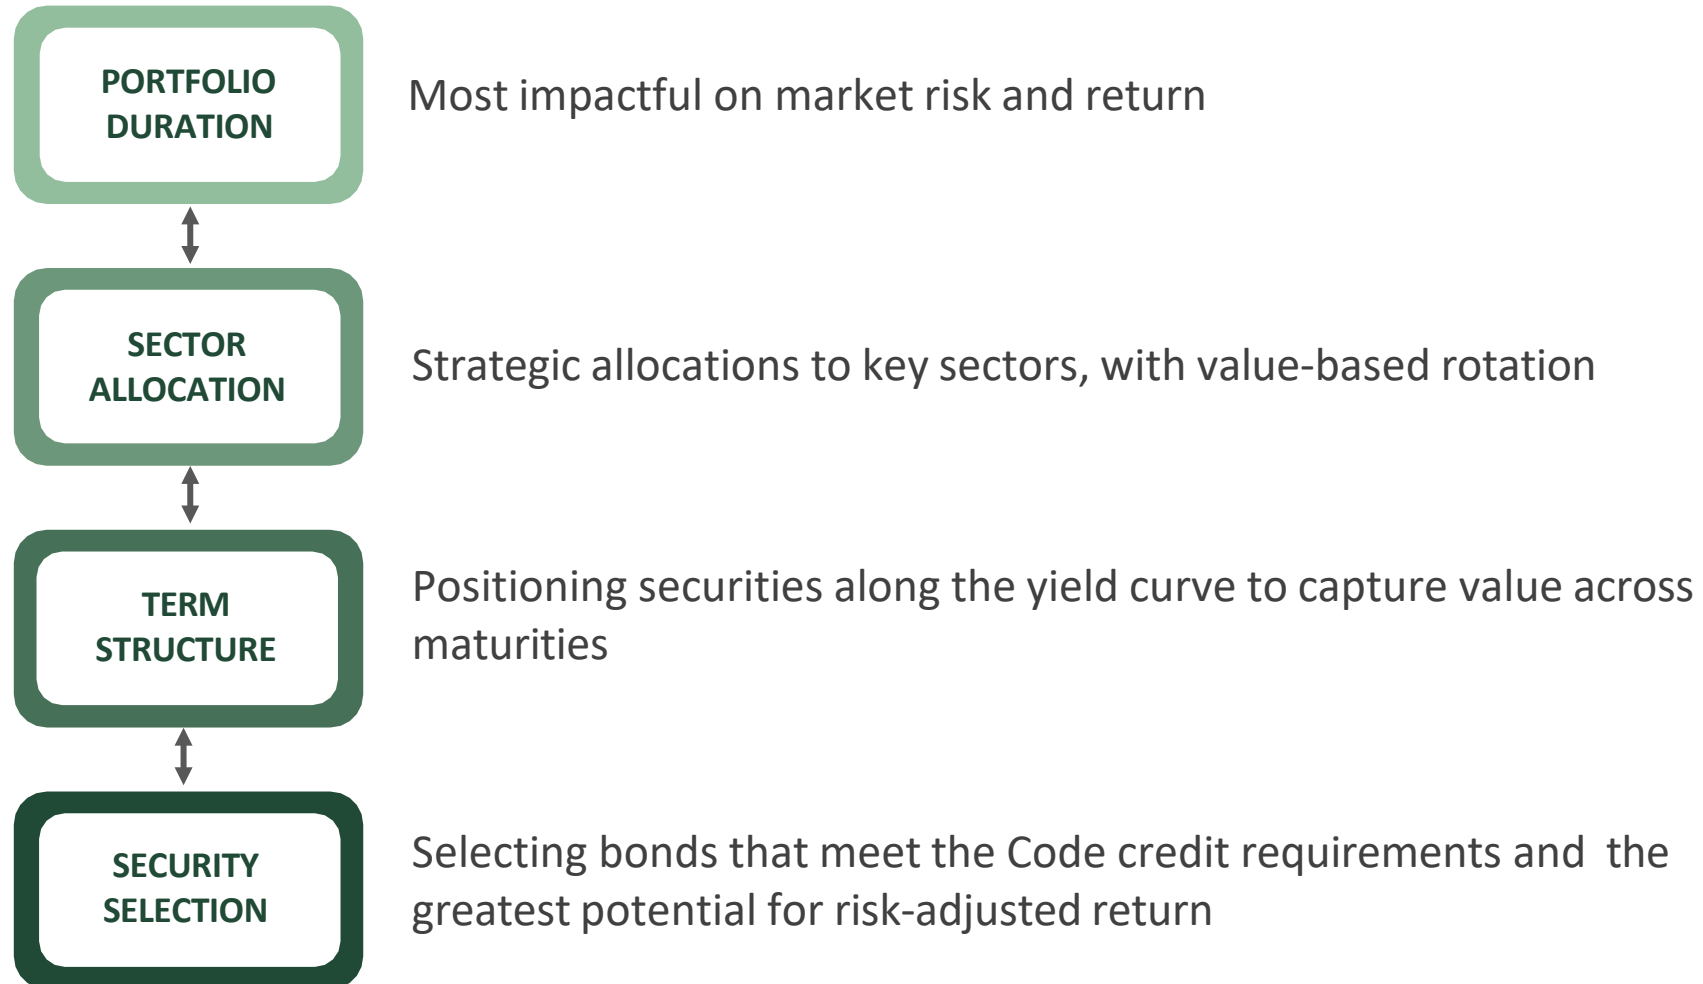 PORTFOLIO
DURATION
Most impactful on market risk and return
SECTOR
ALLOCATION
Strategic allocations to key sectors, with value-based rotation
TERM
STRUCTURE
Positioning securities along the yield curve to capture value across
maturities
SECURITY
SELECTION
Selecting bonds that meet the Code credit requirements and  the
greatest potential for risk-adjusted return